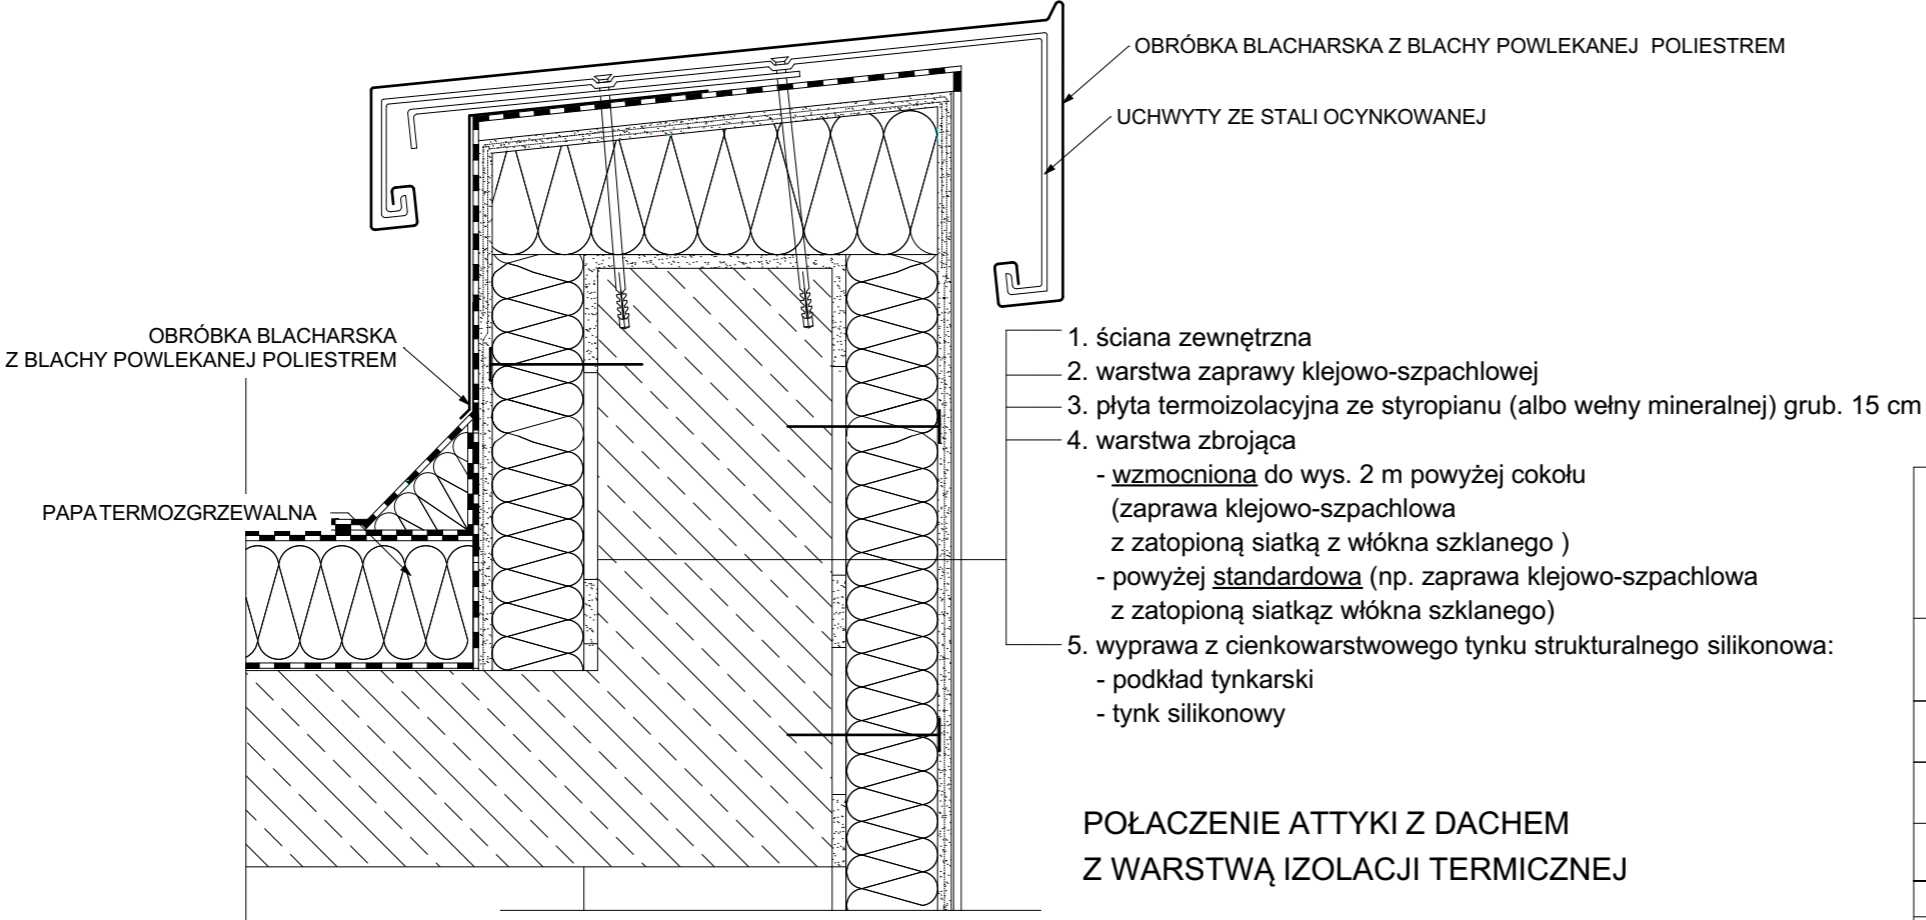 OBRÓBKA BLACHARSKA Z BLACHY POWLEKANEJ POLIESTREM
UCHWYTY ZE STALI OCYNKOWANEJ
OBRÓBKA BLACHARSKA
Z BLACHY POWLEKANEJ POLIESTREM
PAPA TERMOZGRZEWALNA
1. ściana zewnętrzna
2. warstwa zaprawy klejowo-szpachlowej
3. płyta termoizolacyjna ze styropianu (albo wełny mineralnej) grub. 15 cm
4. warstwa zbrojąca
- wzmocniona do wys. 2 m powyżej cokołu
(zaprawa klejowo-szpachlowa
z zatopioną siatką z włókna szklanego )
- powyżej standardowa (np. zaprawa klejowo-szpachlowa
z zatopioną siatkąz włókna szklanego)
5. wyprawa z cienkowarstwowego tynku strukturalnego silikonowa:
- podkład tynkarski
- tynk silikonowy
POŁACZENIE ATTYKI Z DACHEM
Z WARSTWĄ IZOLACJI TERMICZNEJ